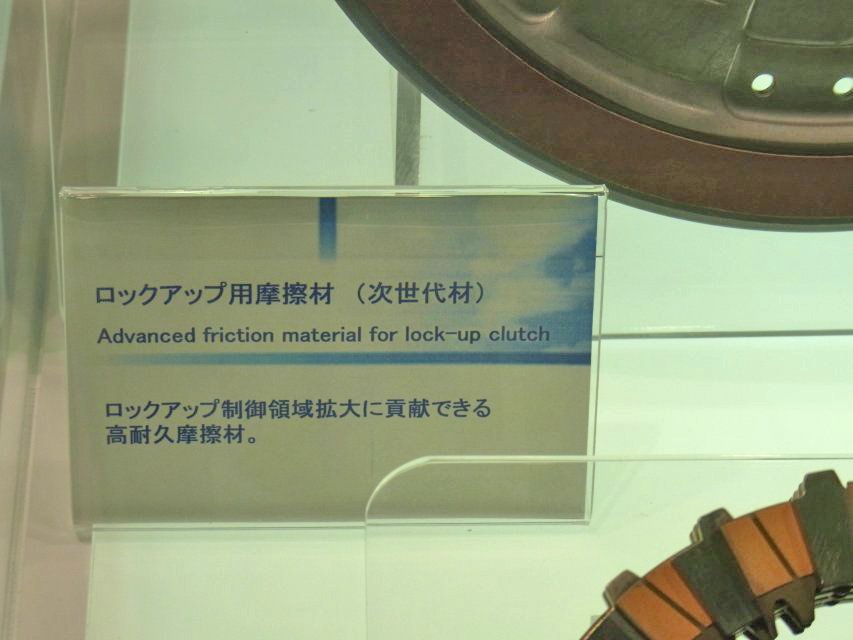 ロックアップ用摩擦材 （次世代材）
Advanced friction material for lock-up clutch
ロックアップ制御領域拡大に貢献できる
高耐久摩擦材。